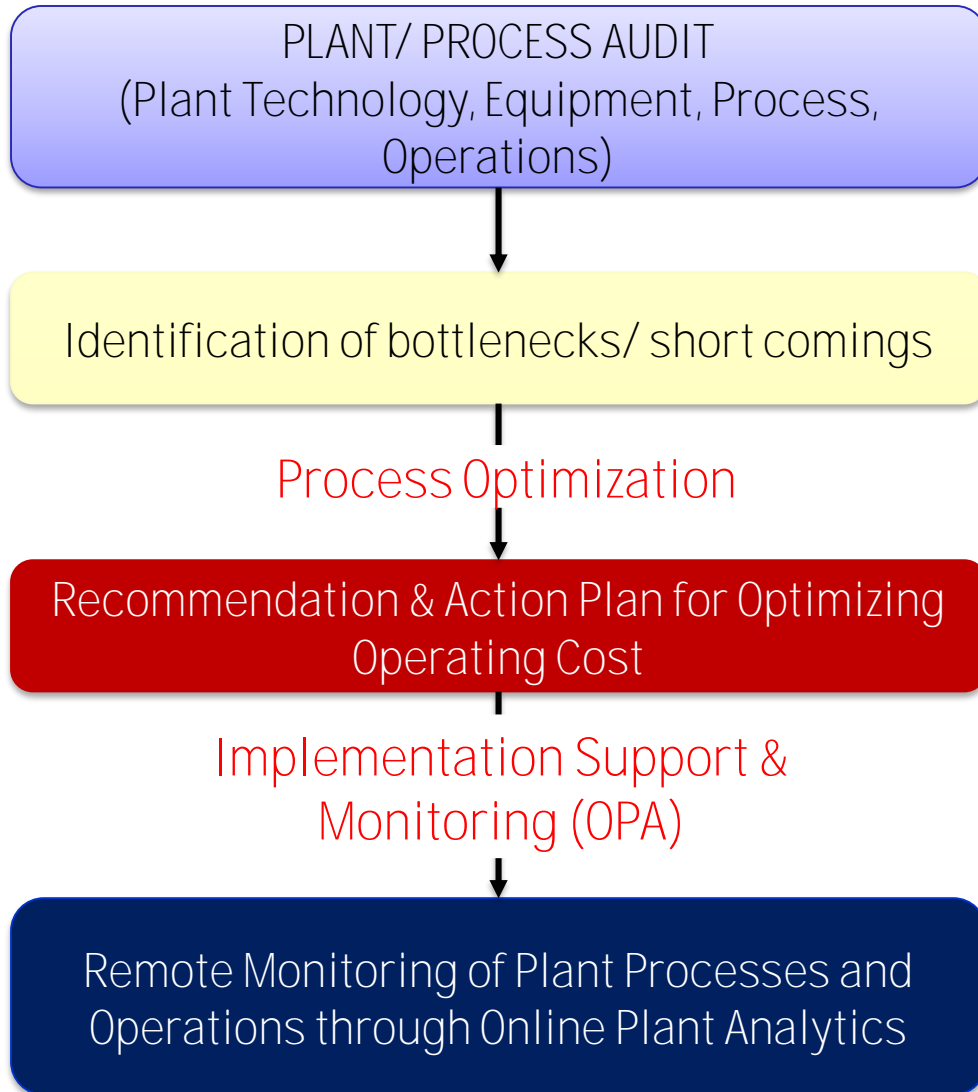 PLANT/ PROCESS AUDIT
(Plant Technology, Equipment, Process,
Operations)
Identification of bottlenecks/ short comings
Process Optimization
Recommendation & Action Plan for Optimizing
Operating Cost
Implementation Support &
Monitoring (OPA)
Remote Monitoring of Plant Processes and
Operations through Online Plant Analytics